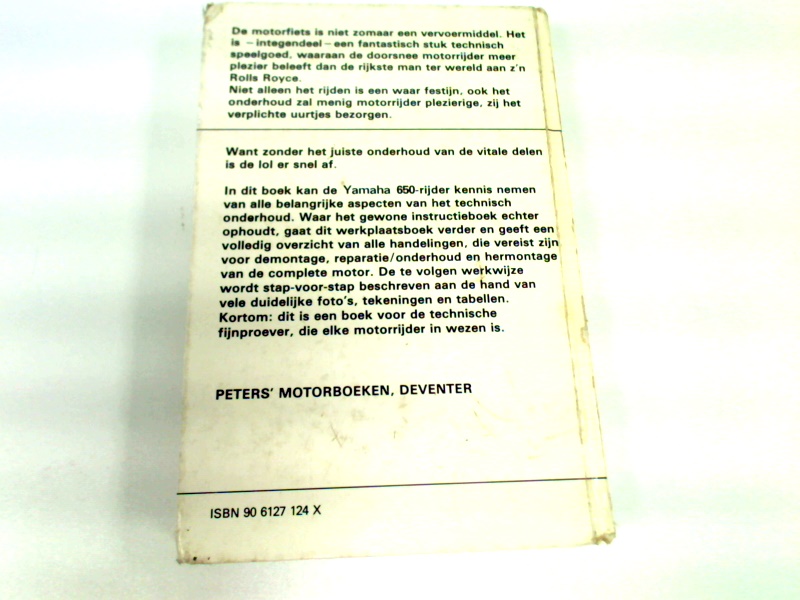 De motorfiets is niet zomaar een vervoermiddel. Het
is – integendeel – een fantastisch stuk technisch
speelgoed, waaraan de doorsnee motorrijder meer
plezier beleeft dan de rijkste man ter wereld aan z'n
Rolls Royce.
Niet alleen het rijden is een waar festijn, ook het
onderhoud zal menig motorrijder plezierige, zij het
verplichte uurtjes bezorgen.
Want zonder het juiste onderhoud van de vitale delen
is de lol er snel af.
In dit boek kan de Yamaha 650-rijder kennis nemen
van alle belangrijke aspecten van het technisch
onderhoud. Waar het gewone instructieboek echter
ophoudt, gaat dit werkplaatsboek verder en geeft een
volledig overzicht van alle handelingen, die vereist zijn
voor demontage, reparatie/onderhoud en hermontage
van de complete motor. De te volgen werkwijze
wordt stap-voor-stap beschreven aan de hand van
vele duidelijke foto's, tekeningen en tabellen.
Kortom: dit is een boek voor de technische
fijnproever, die elke motorrijder in wezen is.
PETERS' MOTORBOEKEN, DEVENTER
ISBN 90 6127 124 X